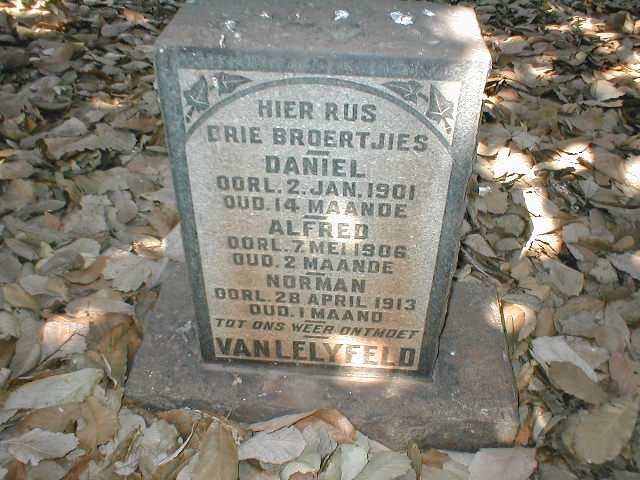 HIER RUS
DRIE BROERTJIES
DANIEL
OORL. 2. JAN. 1901
OUD. 14 MAANDE
ALFRED
OORL. 7 MEI 1906
OUD. 2 MAANDE
NORMAN
OORL. 28 APRIL 1913
OUD. 1 MAAND
TOT ONS WEER ONTMOET
VAN LELYFELD